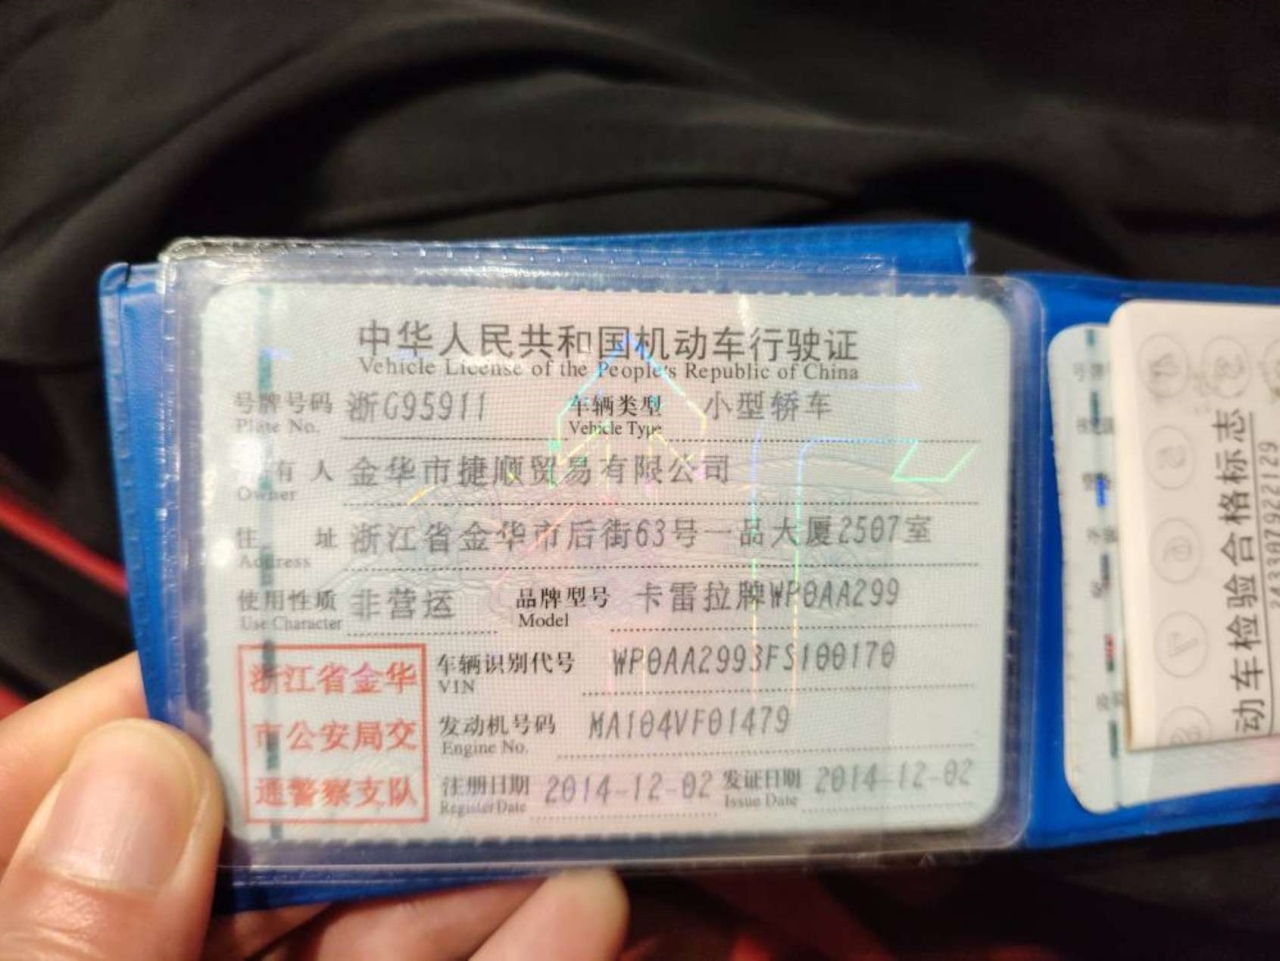 中华人民共和国机动车行驶证
Vehicle License of the People's Republic of China
号牌号码 浙G95911 车辆类型 小型轿车
Plate No. Vehicle Type
有人 金华市捷顺贸易有限公司
Owner
住 址 浙江省金华市后街63号一品大厦2507室
Address
使用性质 非营运 品牌型号 卡雷拉牌WP0AA299
Use Character Model
浙江省金华
市公安局交
通警察支队
车辆识别代号 WP0AA2993FS100170
VIN
发动机号码 MA104VF01479
Engine No.
注册日期 2014-12-02 发证日期 2014-12-02
Register Date Issue Date
动车检验合格标志